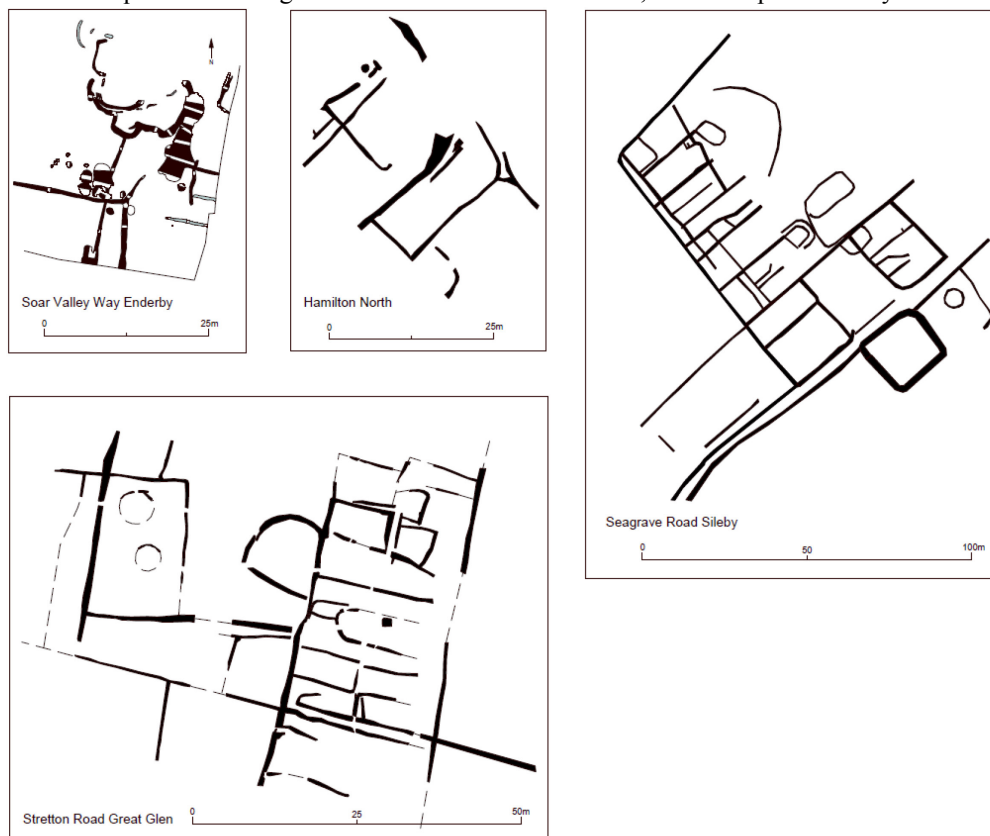 N
Soar Valley Way Enderby
0 25m
Hamilton North
0 25m
Seagrave Road Sileby
0 50 100m
Stretton Road Great Glen
0 25 50m